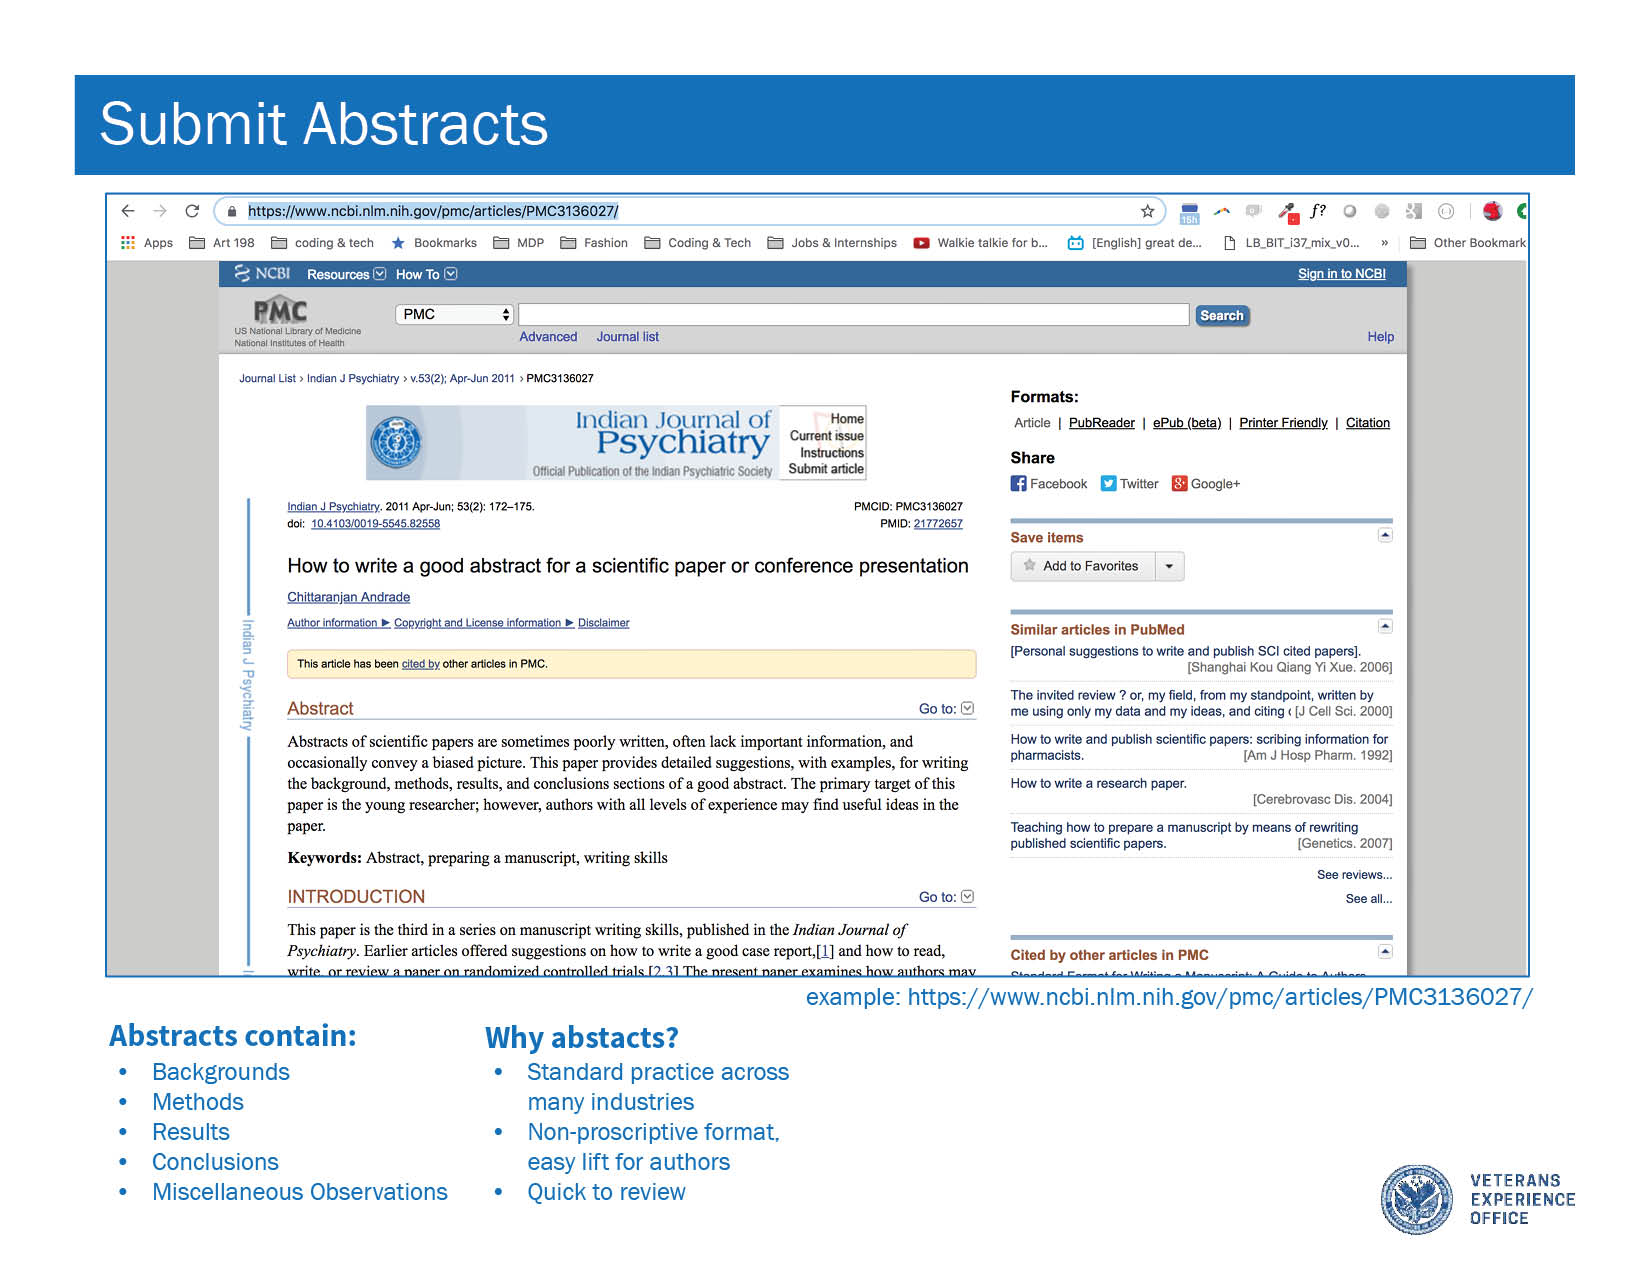 Submit Abstracts
https://www.ncbi.nlm.nih.gov/pmc/articles/PMC3136027/
15h
f?
Apps Art 198 coding & tech Bookmarks MDP Fashion Coding & Tech Jobs & Internships Walkie talkie for b... [English] great de... LB_BIT_i37_mix_v0... » Other Bookmark
NCBI Resources How To Sign in to NCBI
PMC
US National Library of Medicine
National Institutes of Health
PMC
Search
Advanced Journal list Help
Journal List › Indian J Psychiatry › v.53(2); Apr-Jun 2011 › PMC3136027
Indian Journal of
Psychiatry
Official Publication of the Indian Psychiatric Society
Home
Current issue
Instructions
Submit article
Indian J Psychiatry. 2011 Apr-Jun; 53(2): 172–175.
doi: 10.4103/0019-5545.82558
PMCID: PMC3136027
PMID: 21772657
How to write a good abstract for a scientific paper or conference presentation
Chittaranjan Andrade
Author information ► Copyright and License information ► Disclaimer
This article has been cited by other articles in PMC.
Indian J Psychiatry
Abstract Go to:
Abstracts of scientific papers are sometimes poorly written, often lack important information, and
occasionally convey a biased picture. This paper provides detailed suggestions, with examples, for writing
the background, methods, results, and conclusions sections of a good abstract. The primary target of this
paper is the young researcher; however, authors with all levels of experience may find useful ideas in the
paper.
Keywords: Abstract, preparing a manuscript, writing skills
INTRODUCTION Go to:
This paper is the third in a series on manuscript writing skills, published in the Indian Journal of
Psychiatry. Earlier articles offered suggestions on how to write a good case report,[1] and how to read,
write, or review a paper on randomized controlled trials.[2,3] The present paper examines how authors may
Formats:
Article | PubReader | ePub (beta) | Printer Friendly | Citation
Share
Facebook Twitter Google+
Save items
Add to Favorites
Similar articles in PubMed
[Personal suggestions to write and publish SCI cited papers].
[Shanghai Kou Qiang Yi Xue. 2006]
The invited review ? or, my field, from my standpoint, written by
me using only my data and my ideas, and citing [J Cell Sci. 2000]
How to write and publish scientific papers: scribing information for
pharmacists. [Am J Hosp Pharm. 1992]
How to write a research paper.
[Cerebrovasc Dis. 2004]
Teaching how to prepare a manuscript by means of rewriting
published scientific papers. [Genetics. 2007]
See reviews...
See all...
Cited by other articles in PMC
Standard Format for Writing a Manuscript: A Guide to Authors
example: https://www.ncbi.nlm.nih.gov/pmc/articles/PMC3136027/
Abstracts contain:
• Backgrounds
• Methods
• Results
• Conclusions
• Miscellaneous Observations
Why abstacts?
• Standard practice across
many industries
• Non-proscriptive format,
easy lift for authors
• Quick to review
VETERANS
EXPERIENCE
OFFICE